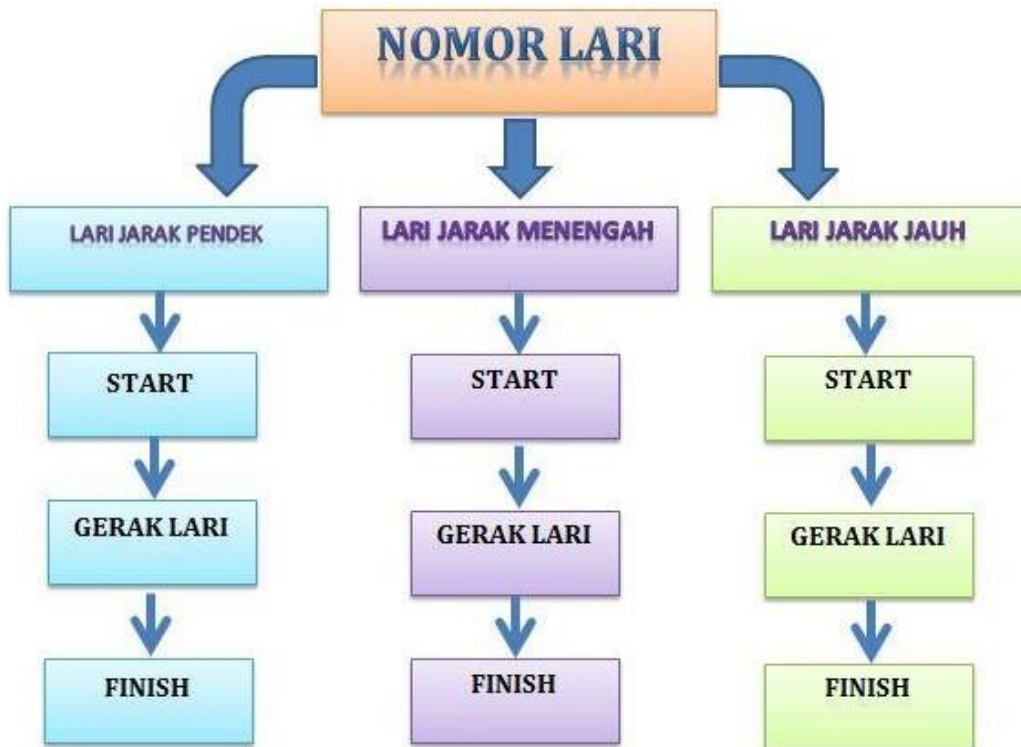 NOMOR LARI
LARI JARAK PENDEK
START
GERAK LARI
FINISH
LARI JARAK MENENGAH
START
GERAK LARI
FINISH
LARI JARAK JAUH
START
GERAK LARI
FINISH